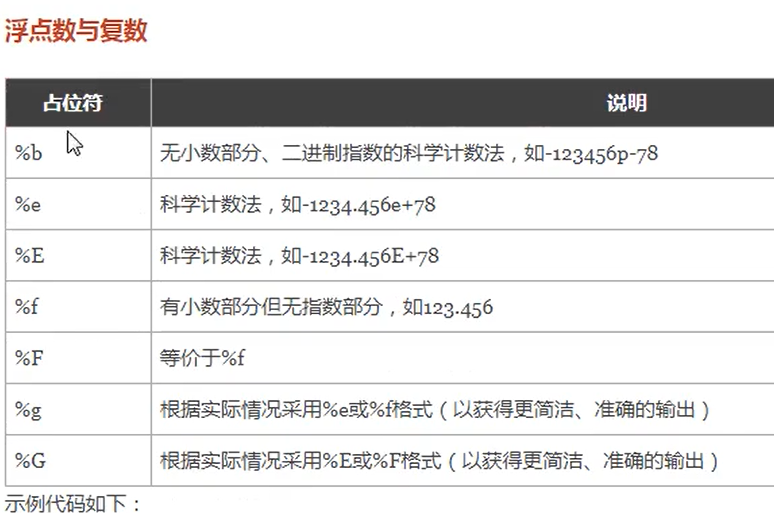 浮点数与复数
占位符 说明
%b 无小数部分、二进制指数的科学计数法，如-123456p-78
%e 科学计数法，如-1234.456e+78
%E 科学计数法，如-1234.456E+78
%f 有小数部分但无指数部分，如123.456
%F 等价于%f
%g 根据实际情况采用%e或%f格式（以获得更简洁、准确的输出）
%G 根据实际情况采用%E或%F格式（以获得更简洁、准确的输出）
示例代码如下：